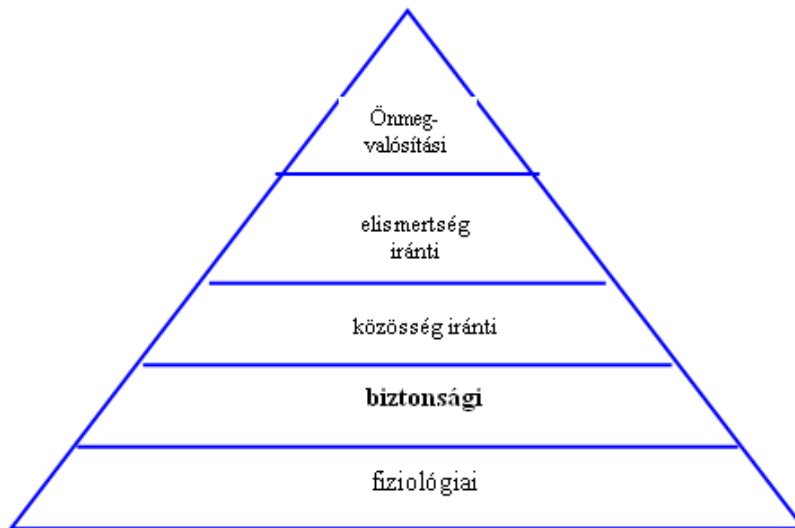 Önmeg-
valósítási
elismertség
iránti
közösség iránti
biztonsági
fiziológiai